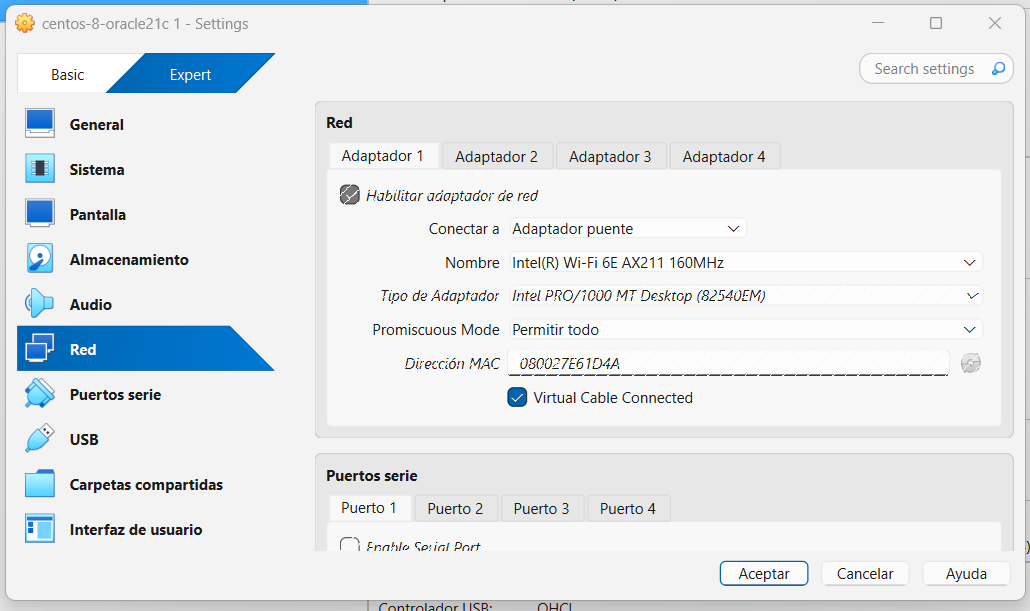 centos-8-oracle21c 1 - Settings
Basic
Expert
Search settings
General
Sistema
Pantalla
Almacenamiento
Audio
Red
Puertos serie
USB
Carpetas compartidas
Interfaz de usuario
Red
Adaptador 1
Adaptador 2
Adaptador 3
Adaptador 4
Habilitar adaptador de red
Conectar a Adaptador puente
Nombre Intel(R) Wi-Fi 6E AX211 160MHz
Tipo de Adaptador Intel PRO/1000 MT Desktop (82540EM)
Promiscuous Mode Permitir todo
Dirección MAC 080027E61D4A
Virtual Cable Connected
Puertos serie
Puerto 1
Puerto 2
Puerto 3
Puerto 4
Enable Serial Port
Aceptar
Cancelar
Ayuda
Controlador USB: OHCI